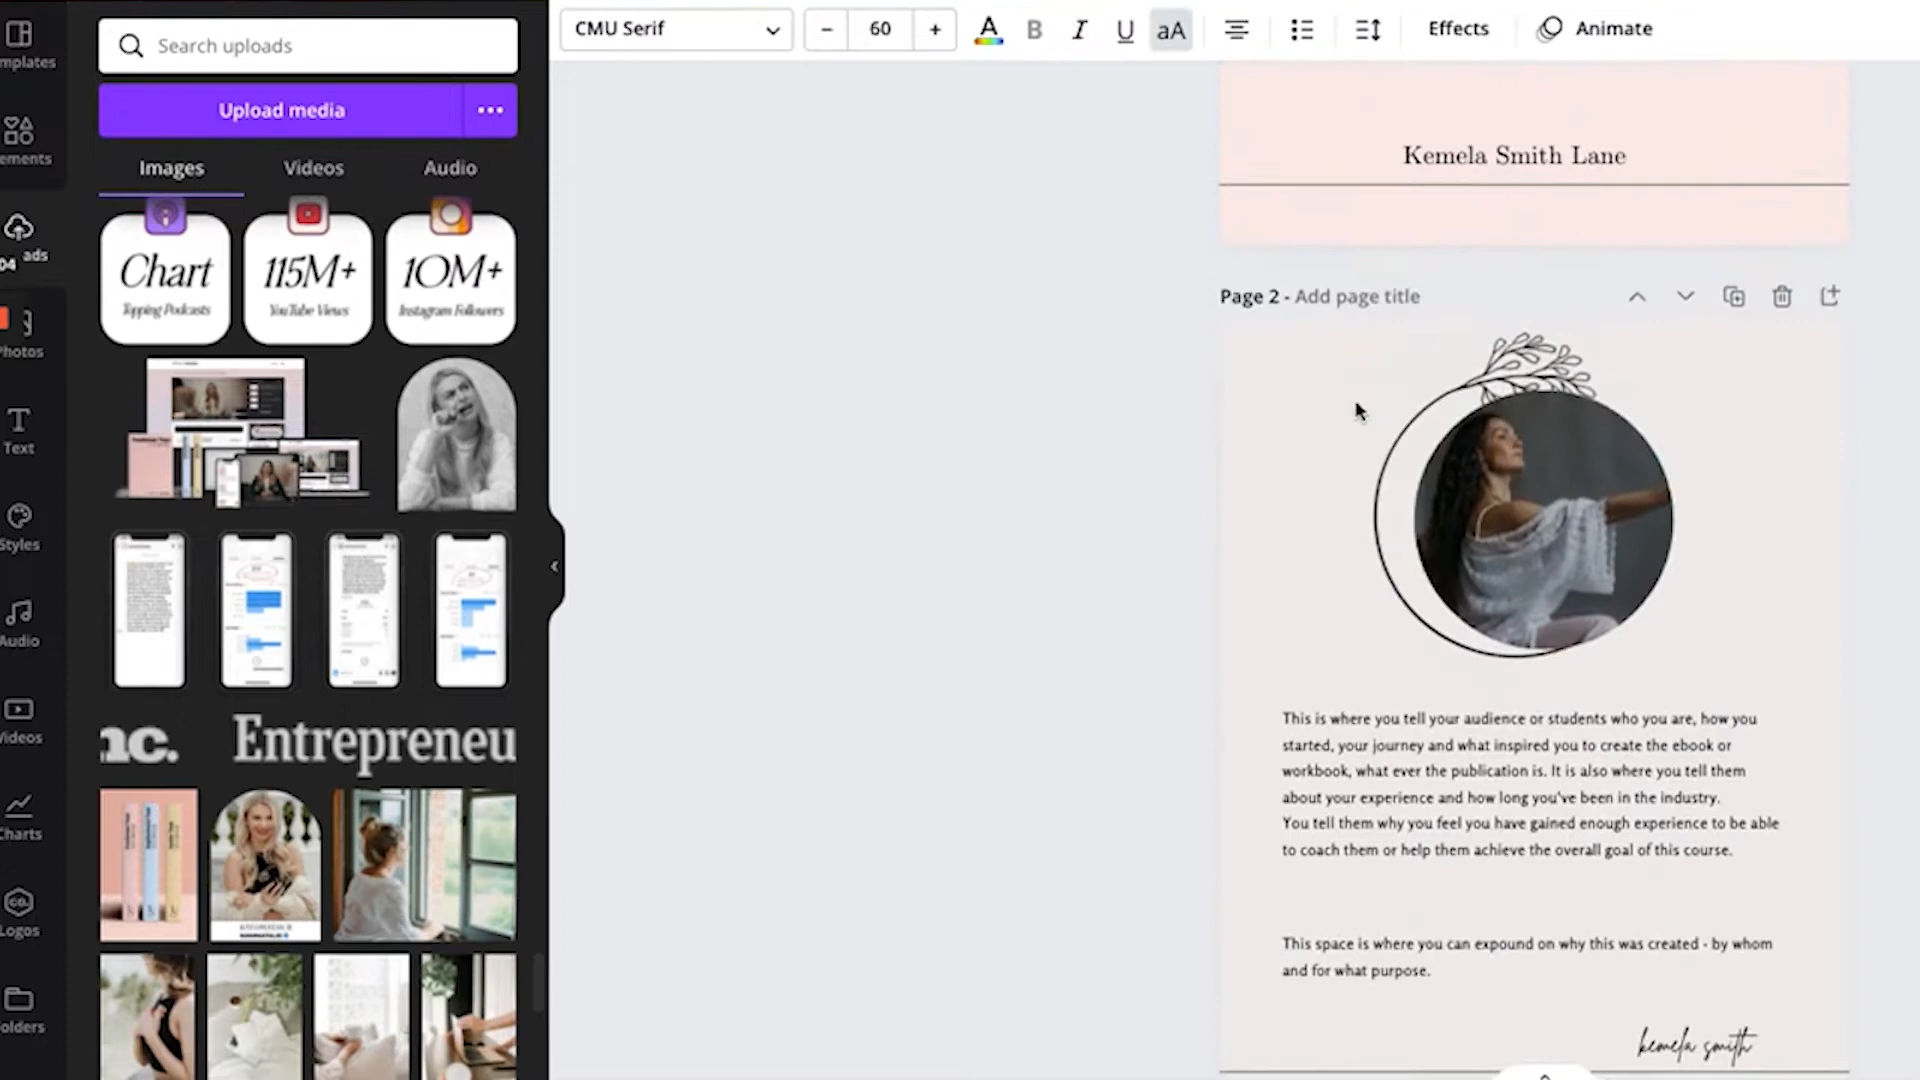 mplates
ements
04 ads
Photos
Text
Styles
Audio
Videos
Charts
Logos
olders
Search uploads
Upload media
Images Videos Audio
Chart
Topping Podcasts
115M+
YouTube Views
10M+
Instagram Followers
nc.
Entrepreneu
CMU Serif
60
A B I U aA
Effects
Animate
Kemela Smith Lane
Page 2 - Add page title
This is where you tell your audience or students who you are, how you
started, your journey and what inspired you to create the ebook or
workbook, what ever the publication is. It is also where you tell them
about your experience and how long you've been in the industry.
You tell them why you feel you have gained enough experience to be able
to coach them or help them achieve the overall goal of this course.
This space is where you can expound on why this was created - by whom
and for what purpose.
kemela smith